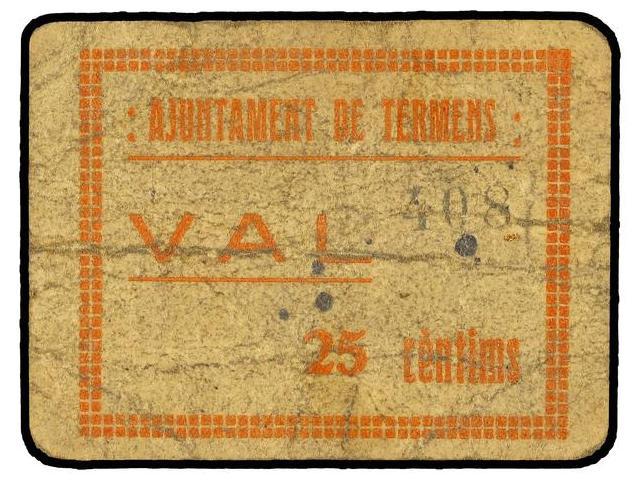 : AJUNTAMENT DE TERMENS :
408
VAL
25 cèntims